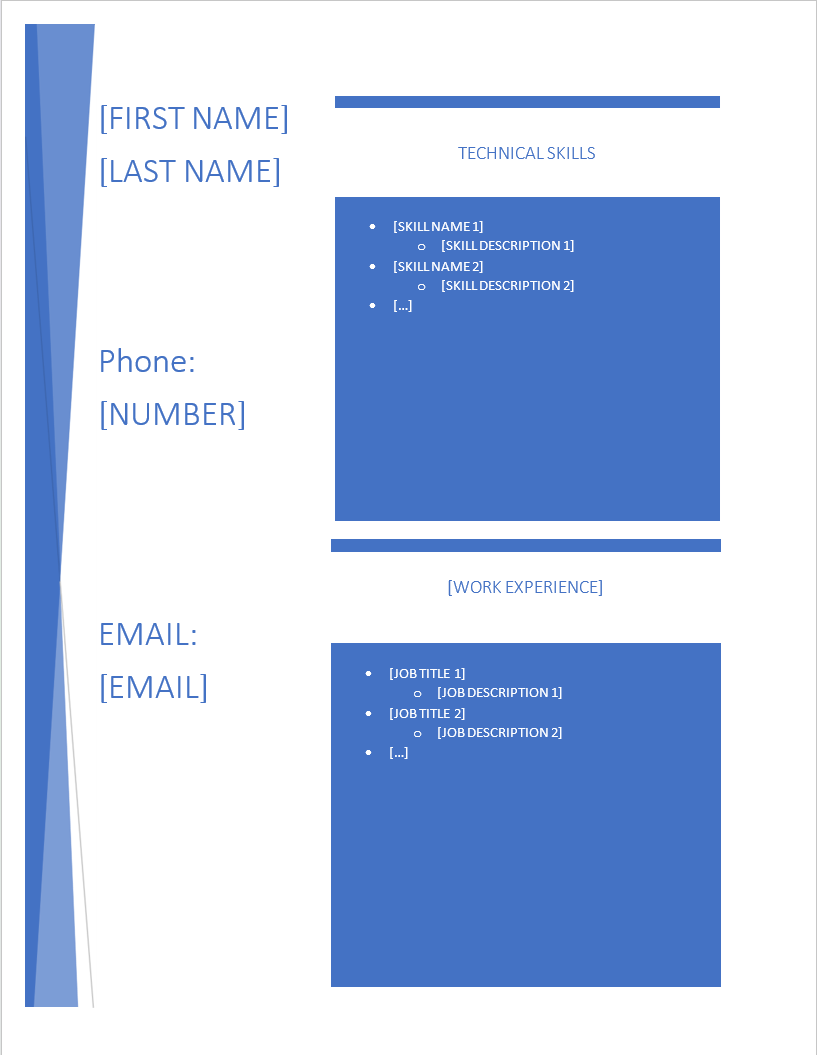 [FIRST NAME]
[LAST NAME]
Phone:
[NUMBER]
EMAIL:
[EMAIL]
TECHNICAL SKILLS
• [SKILL NAME 1]
o [SKILL DESCRIPTION 1]
• [SKILL NAME 2]
o [SKILL DESCRIPTION 2]
• [...]
[WORK EXPERIENCE]
• [JOB TITLE 1]
o [JOB DESCRIPTION 1]
• [JOB TITLE 2]
o [JOB DESCRIPTION 2]
• [...]